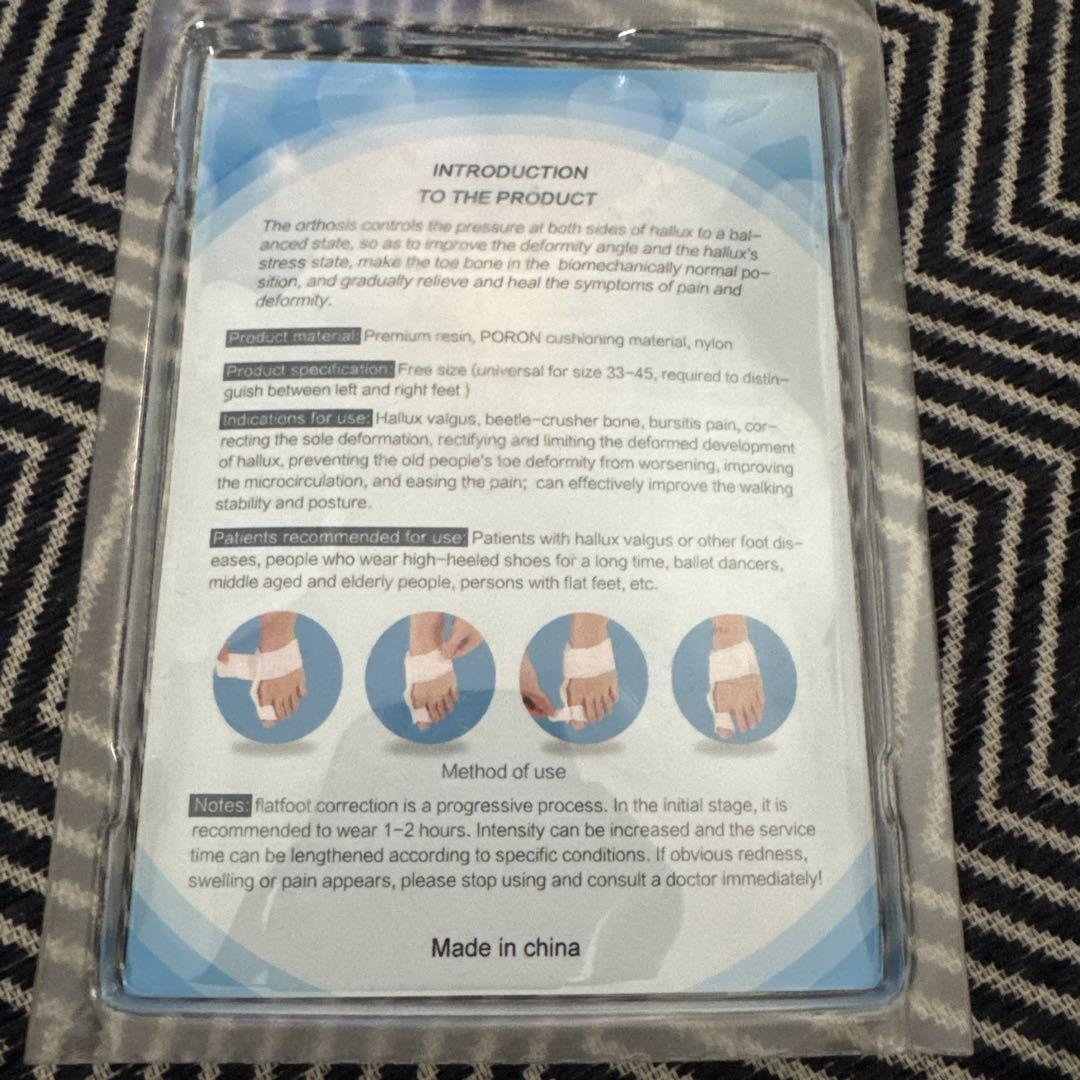 INTRODUCTION
TO THE PRODUCT
The orthosis controls the pressure at both sides of hallux to a bal-
anced state, so as to improve the deformity angle and the hallux's
stress state, make the toe bone in the biomechanically normal po-
sition, and gradually relieve and heal the symptoms of pain and
deformity.
Product material: Premium resin, PORON cushioning material, nylon
Product specification: Free size (universal for size 33-45, required to distin-
guish between left and right feet )
Indications for use: Hallux valgus, beetle-crusher bone, bursitis pain, cor-
recting the sole deformation, rectifying and limiting the deformed development
of hallux, preventing the old people's toe deformity from worsening, improving
the microcirculation, and easing the pain; can effectively improve the walking
stability and posture.
Patients recommended for use: Patients with hallux valgus or other foot dis-
eases, people who wear high-heeled shoes for a long time, ballet dancers,
middle aged and elderly people, persons with flat feet, etc.
Method of use
Notes: flatfoot correction is a progressive process. In the initial stage, it is
recommended to wear 1-2 hours. Intensity can be increased and the service
time can be lengthened according to specific conditions. If obvious redness,
swelling or pain appears, please stop using and consult a doctor immediately!
Made in china